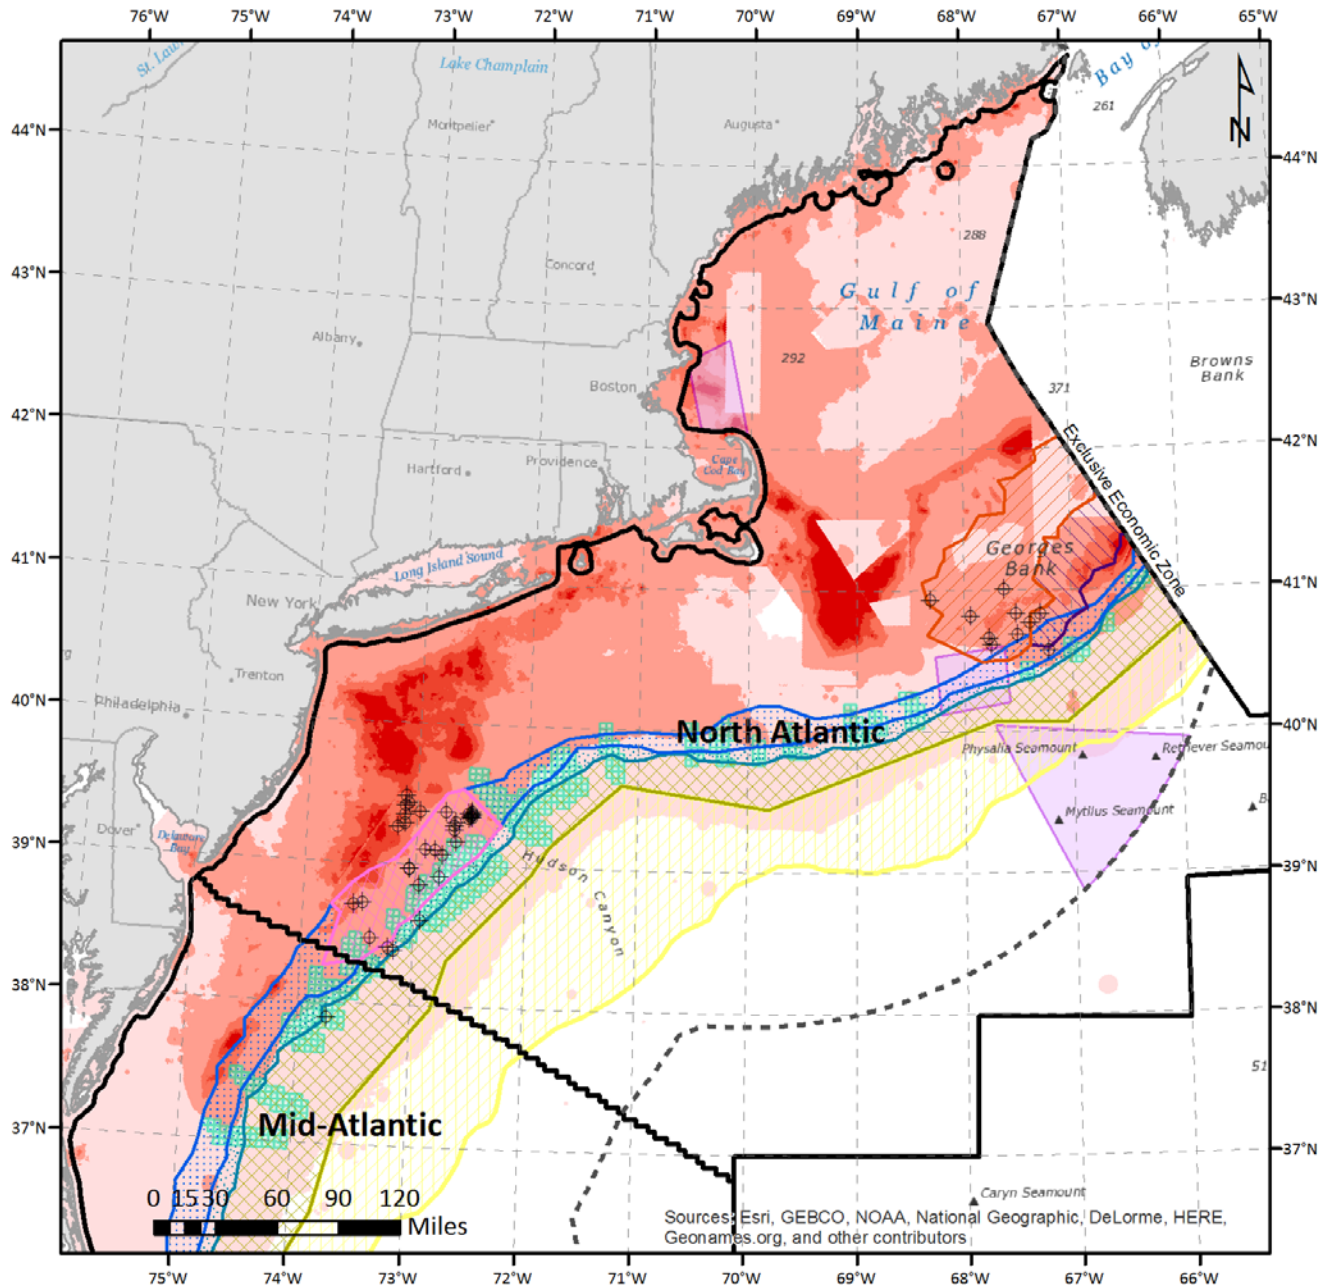 76°W 75°W 74°W 73°W 72°W 71°W 70°W 69°W 68°W 67°W 66°W 65°W
St. Lau
Lake Champlain
Bay of
261
44°N
Montpelier
Augusta
N
44°N
288
43°N
Concord
Gulf of
Maine
43°N
Albany
292
Browns
Bank
371
Boston
42°N
42°N
Exclusive Economic Zone
Hartford
Providence
Cape
Cod Bay
41°N
Long Island Sound
Georges
Bank
41°N
New York
Trenton
40°N
Philadelphia
North Atlantic
40°N
Physalia Seamount
Retriever Seamou
Mytilus Seamount
B
39°N
Dover
Delaware
Bay
Hudson Canyon
39°N
38°N
38°N
51
37°N
Mid-Atlantic
37°N
Caryn Seamount
0 15 30 60 90 120
Miles
Sources: Esri, GEBCO, NOAA, National Geographic, DeLorme, HERE,
Geonames.org, and other contributors
75°W 74°W 73°W 72°W 71°W 70°W 69°W 68°W 67°W 66°W